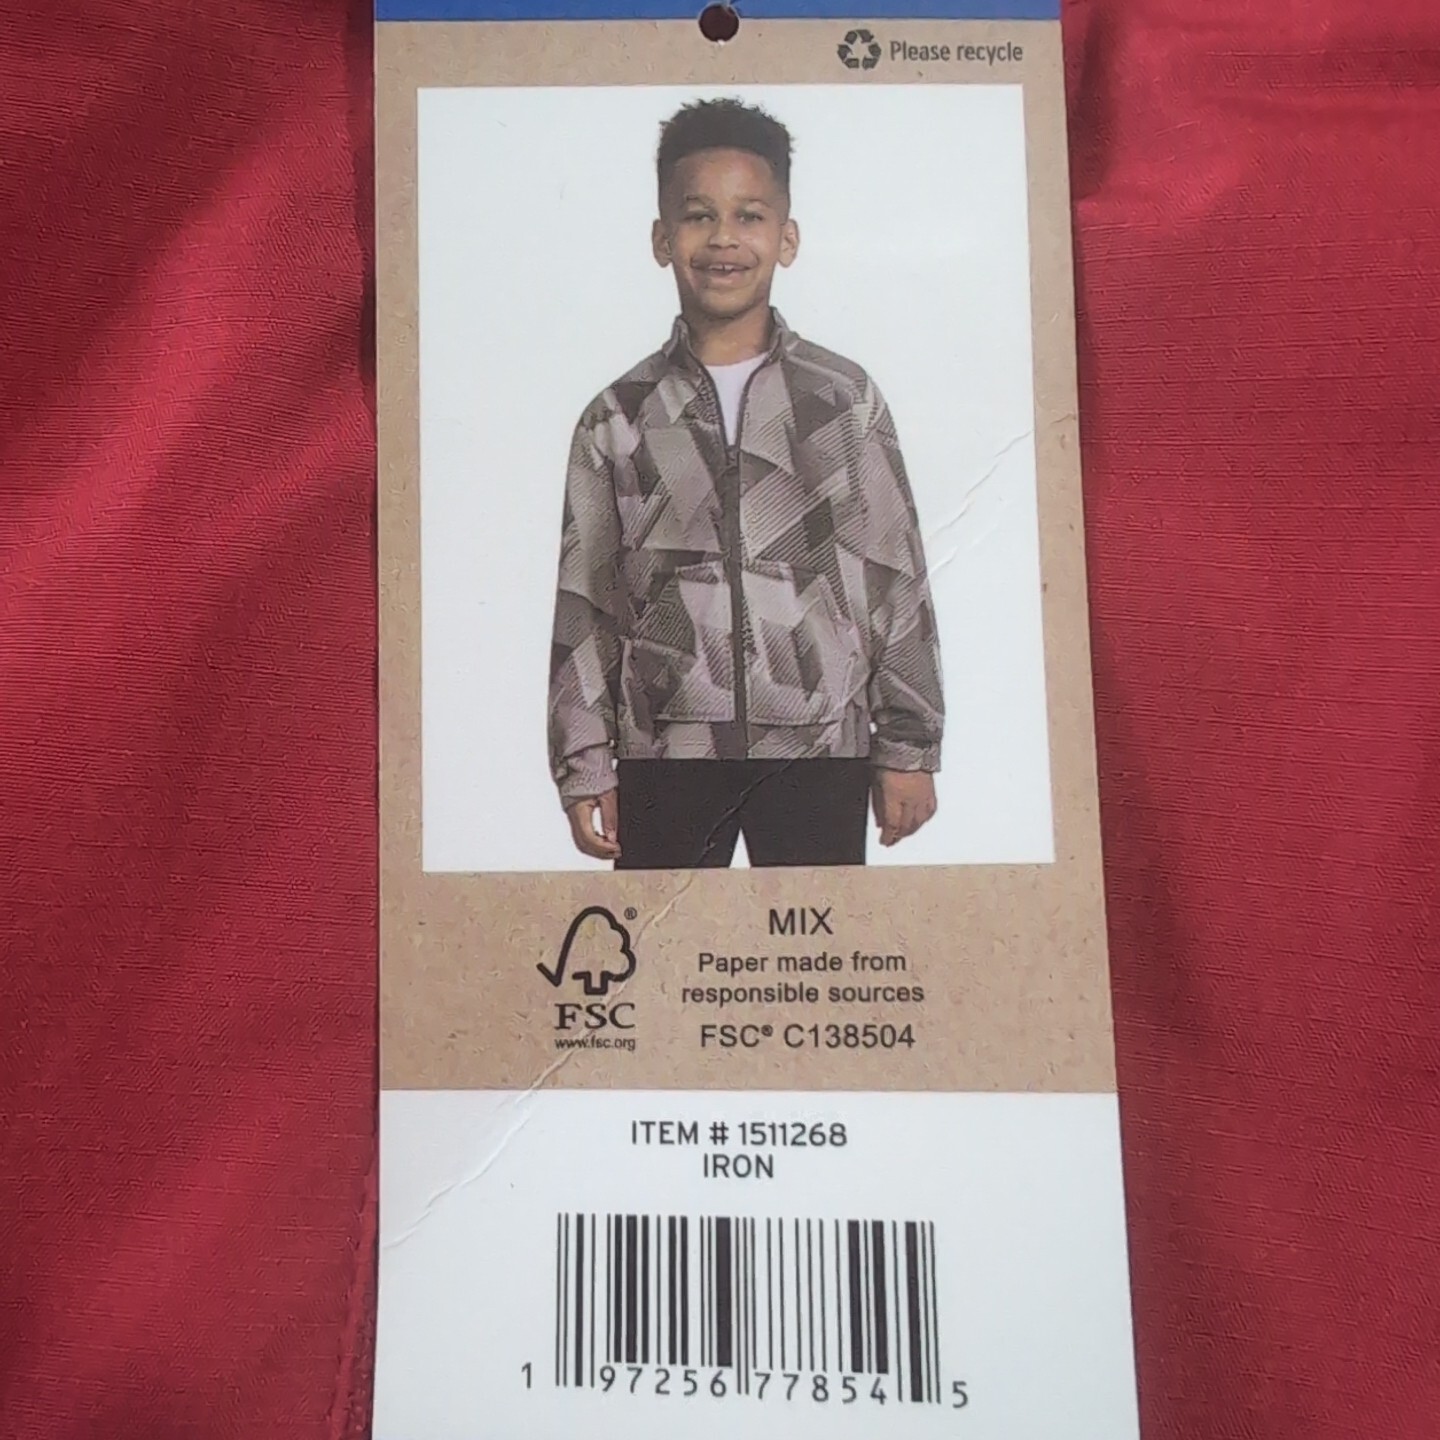 Please recycle
MIX
Paper made from
responsible sources
FSC® C138504
®
FSC
www.fsc.org
ITEM # 1511268
IRON
1 97256 77854 5